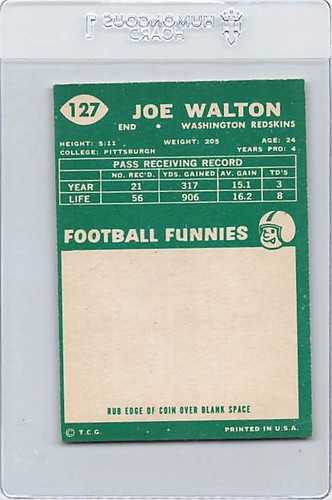 HUMONGOUS
HOARD
127
JOE WALTON
END • WASHINGTON REDSKINS
HEIGHT: 5:11 WEIGHT: 205 AGE: 24
COLLEGE: PITTSBURGH YEARS PRO: 4
PASS RECEIVING RECORD
NO. REC'D. YDS. GAINED AV. GAIN TD'S
YEAR 21 317 15.1 3
LIFE 56 906 16.2 8
FOOTBALL FUNNIES
RUB EDGE OF COIN OVER BLANK SPACE
© T.C.G. PRINTED IN U.S.A.